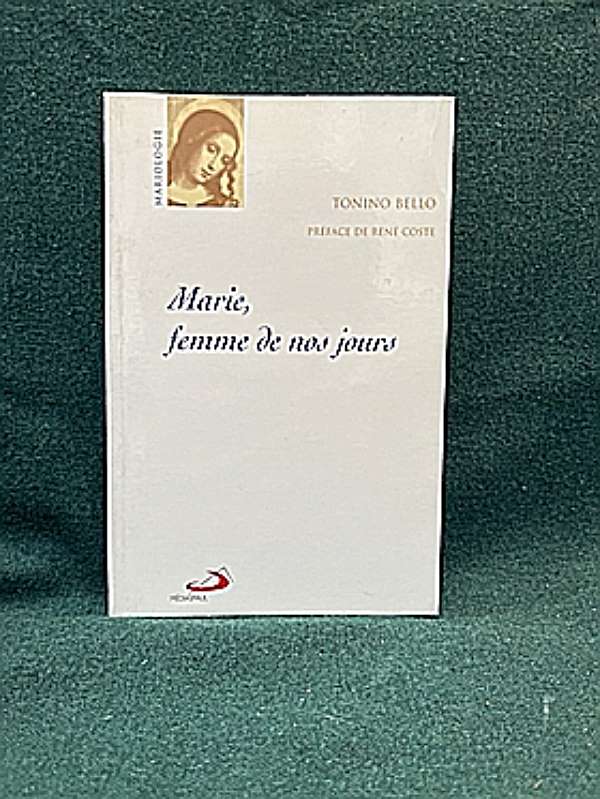 MARIOLOGIE
TONINO BELLO
PRÉFACE DE RENÉ COSTE
Marie,
femme de nos jours
MÉDIASPAUL